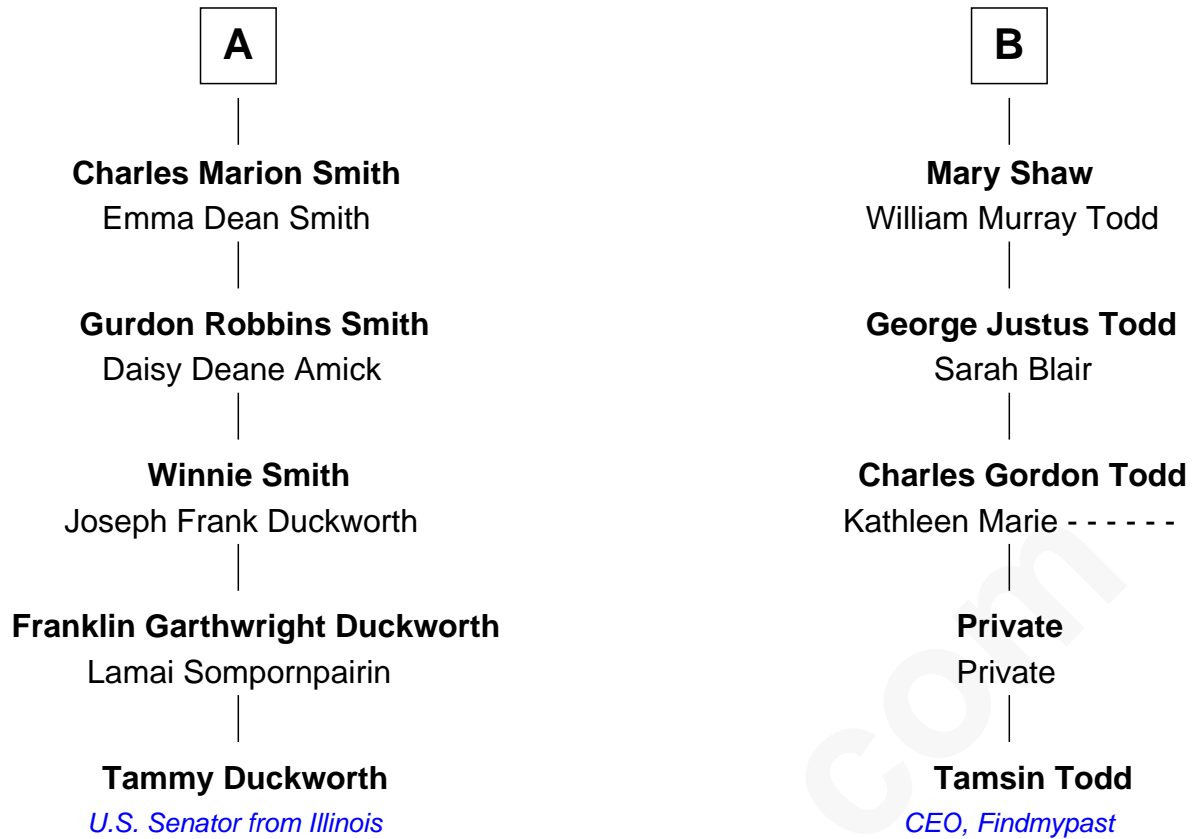 A
Charles Marion Smith
Emma Dean Smith
Gurdon Robbins Smith
Daisy Deane Amick
Winnie Smith
Joseph Frank Duckworth
Franklin Garthwright Duckworth
Lamai Sompornpairin
Tammy Duckworth
U.S. Senator from Illinois
B
Mary Shaw
William Murray Todd
George Justus Todd
Sarah Blair
Charles Gordon Todd
Kathleen Marie - - - - - -
Private
Private
Tamsin Todd
CEO, Findmypast
com